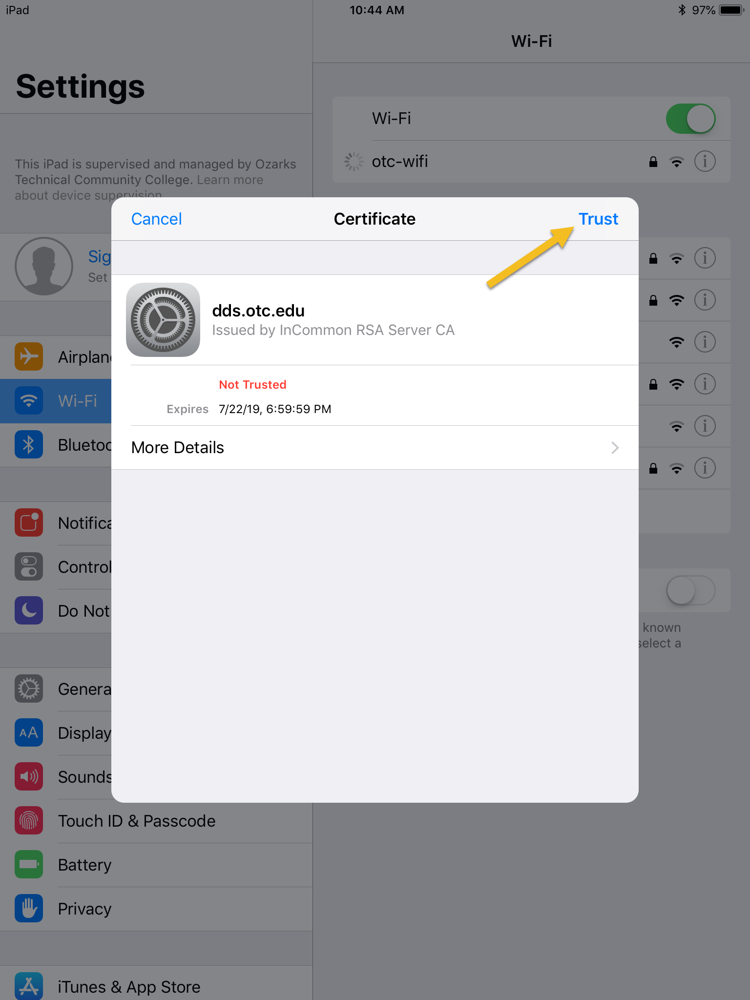 iPad
10:44 AM
97%
Settings
Wi-Fi
This iPad is supervised and managed by Ozarks
Technical Community College. Learn more
about device supervision
Wi-Fi
otc-wifi
Cancel
Certificate
Trust
Sig
Set
dds.otc.edu
Issued by InCommon RSA Server CA
Not Trusted
Expires 7/22/19, 6:59:59 PM
More Details
Airplan
Wi-Fi
Bluetoo
Notifica
Control
Do Not
known
select a
Genera
AA Display
Sounds
Touch ID & Passcode
Battery
Privacy
iTunes & App Store